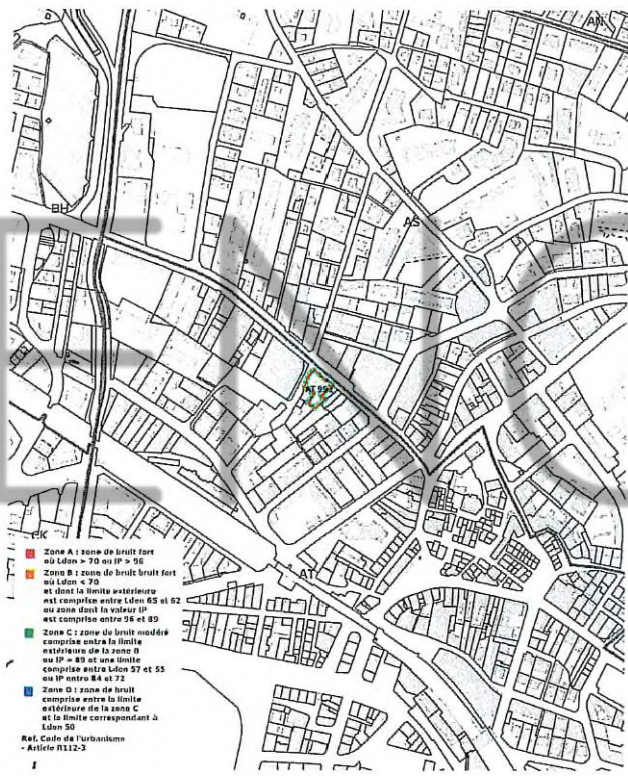 AN
BH
AS
AT 95
AT
Zone A : zone de bruit fort
où Lden > 70 ou IP > 96
Zone B : zone de bruit bruit fort
où Lden < 70
et dont la limite extérieure
est comprise entre Lden 65 et 62
ou zone dont la valeur IP
est comprise entre 96 et 89
Zone C : zone de bruit modéré
comprise entre la limite
extérieure de la zone B
ou IP = 89 et une limite
comprise entre Lden 57 et 55
ou IP entre 84 et 72
Zone D : zone de bruit
comprise entre la limite
extérieure de la zone C
et la limite correspondant à
Lden 50
Ref. Code de l'urbanisme
- Article R112-3